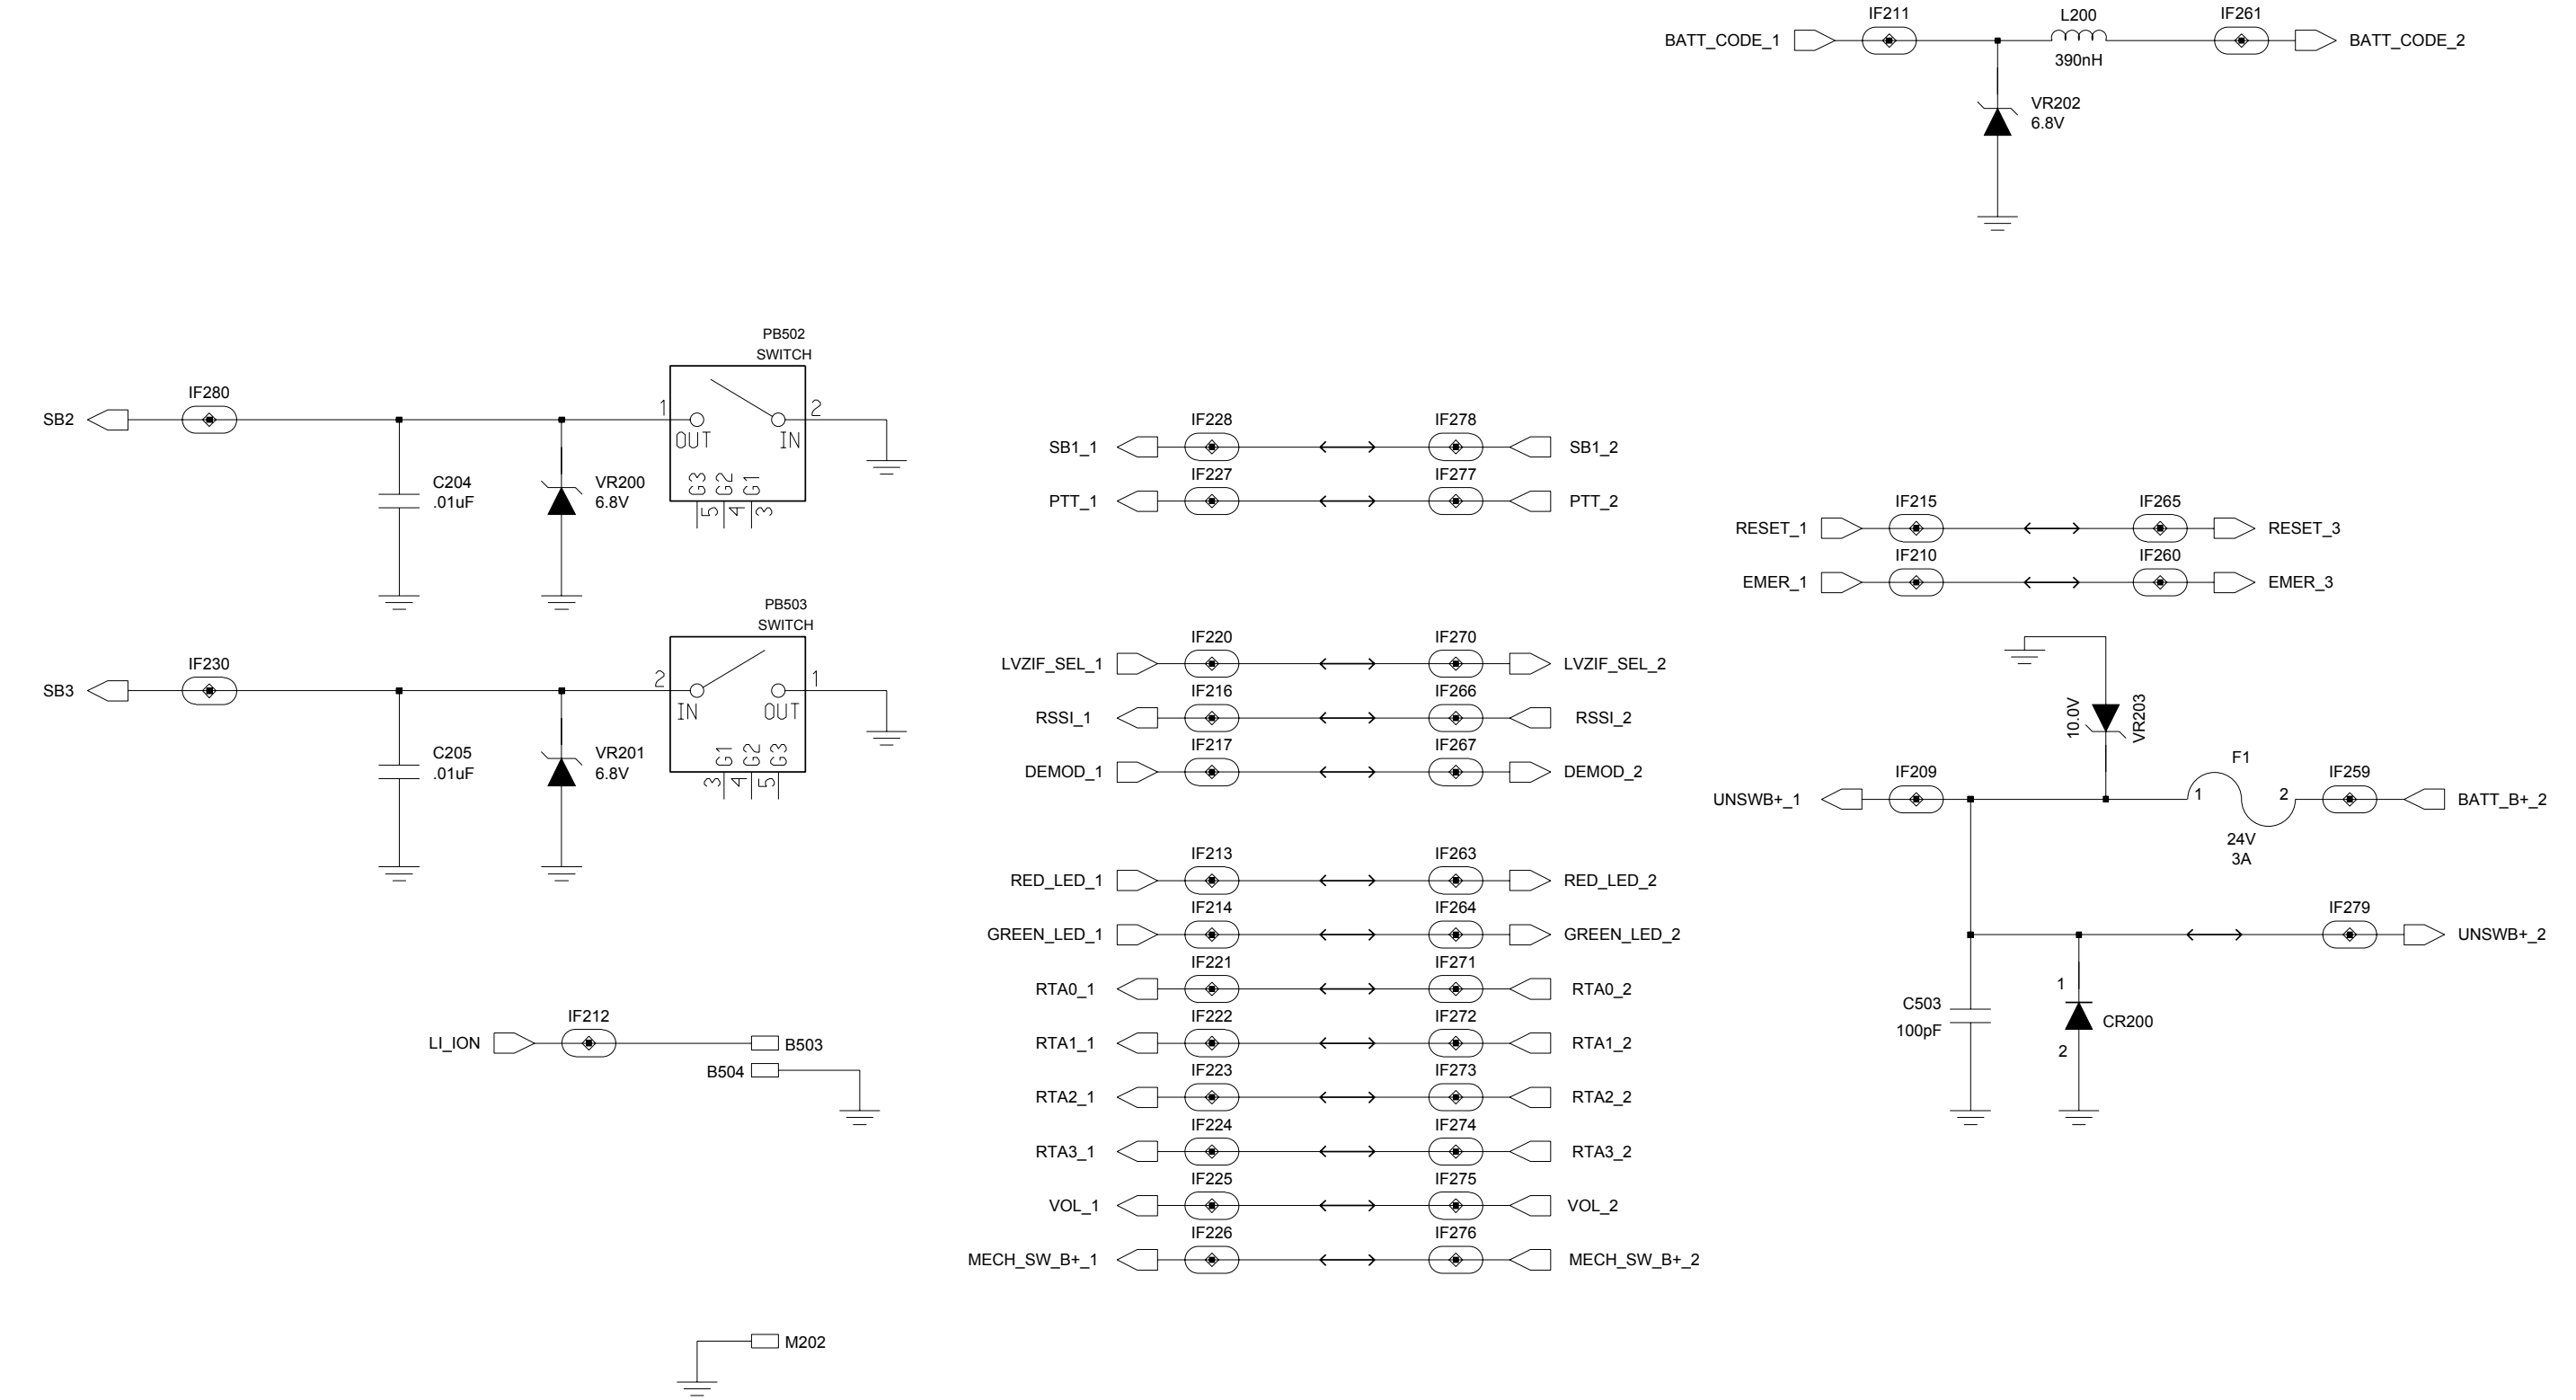 IF211 L200 IF261
BATT_CODE_1 BATT_CODE_2
390nH
VR202
6.8V
PB502
SWITCH
IF280
SB2
1 2
OUT IN
G3 G2 G1
5 4 3
C204
.01uF
VR200
6.8V
PB503
SWITCH
IF230
SB3
2 1
IN OUT
G1 G2 G3
3 4 5
C205
.01uF
VR201
6.8V
IF212
LI_ION
B503
B504
M202
IF228 IF278
SB1_1 SB1_2
IF227 IF277
PTT_1 PTT_2
IF220 IF270
LVZIF_SEL_1 LVZIF_SEL_2
IF216 IF266
RSSI_1 RSSI_2
IF217 IF267
DEMOD_1 DEMOD_2
IF213 IF263
RED_LED_1 RED_LED_2
IF214 IF264
GREEN_LED_1 GREEN_LED_2
IF221 IF271
RTA0_1 RTA0_2
IF222 IF272
RTA1_1 RTA1_2
IF223 IF273
RTA2_1 RTA2_2
IF224 IF274
RTA3_1 RTA3_2
IF225 IF275
VOL_1 VOL_2
IF226 IF276
MECH_SW_B+_1 MECH_SW_B+_2
IF215 IF265
RESET_1 RESET_3
IF210 IF260
EMER_1 EMER_3
10.0V
VR203
F1
IF209 IF259
UNSWB+_1 1 2 BATT_B+_2
24V
3A
IF279
UNSWB+_2
1
C503
100pF
CR200
2